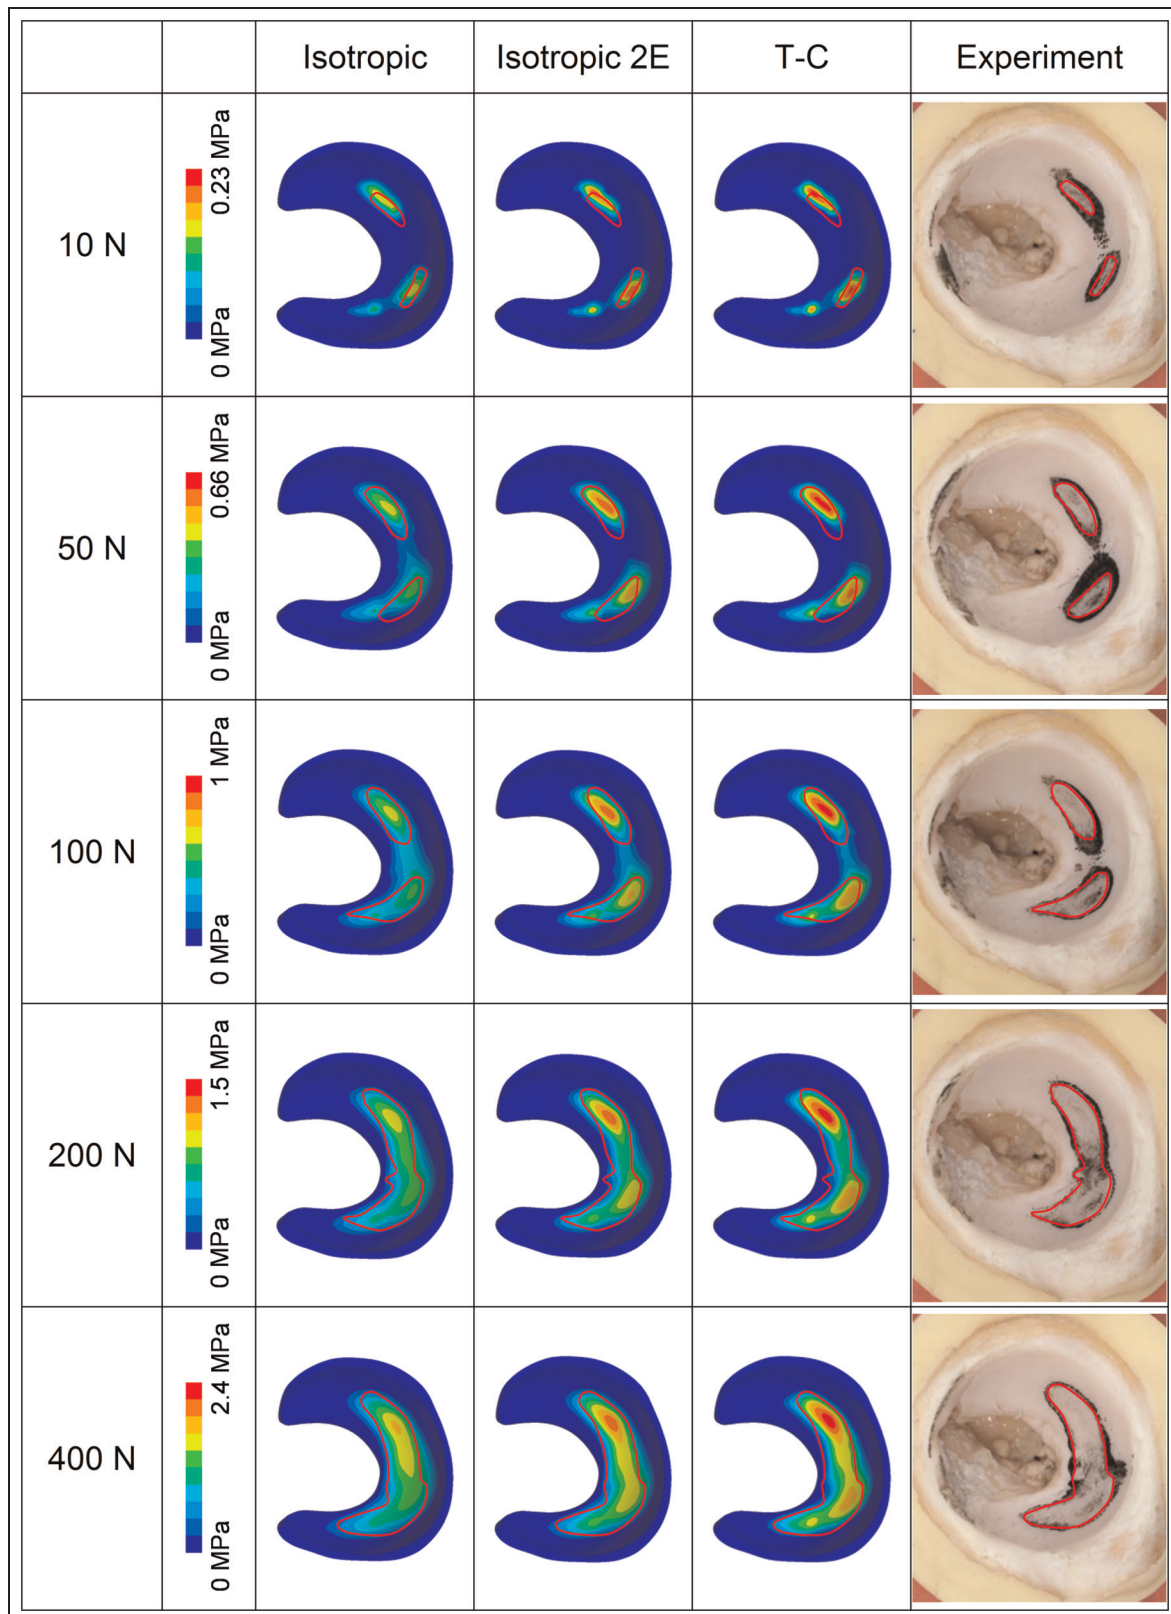 Isotropic Isotropic 2E T-C Experiment
10 N
0 MPa 0.23 MPa
50 N
0 MPa 0.66 MPa
100 N
0 MPa 1 MPa
200 N
0 MPa 1.5 MPa
400 N
0 MPa 2.4 MPa